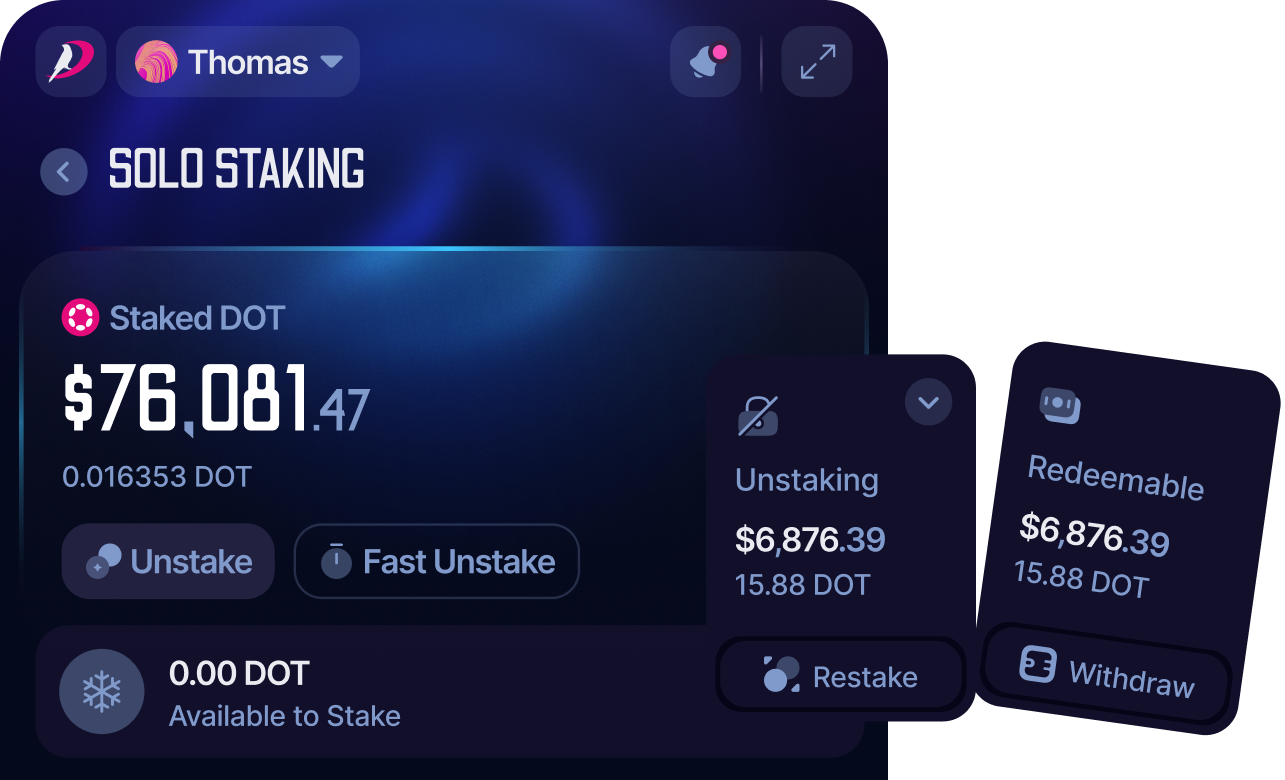 Thomas
SOLO STAKING
Staked DOT
$76,081.47
0.016353 DOT
Unstake
Fast Unstake
0.00 DOT
Available to Stake
Unstaking
$6,876.39
15.88 DOT
Restake
Redeemable
$6,876.39
15.88 DOT
Withdraw